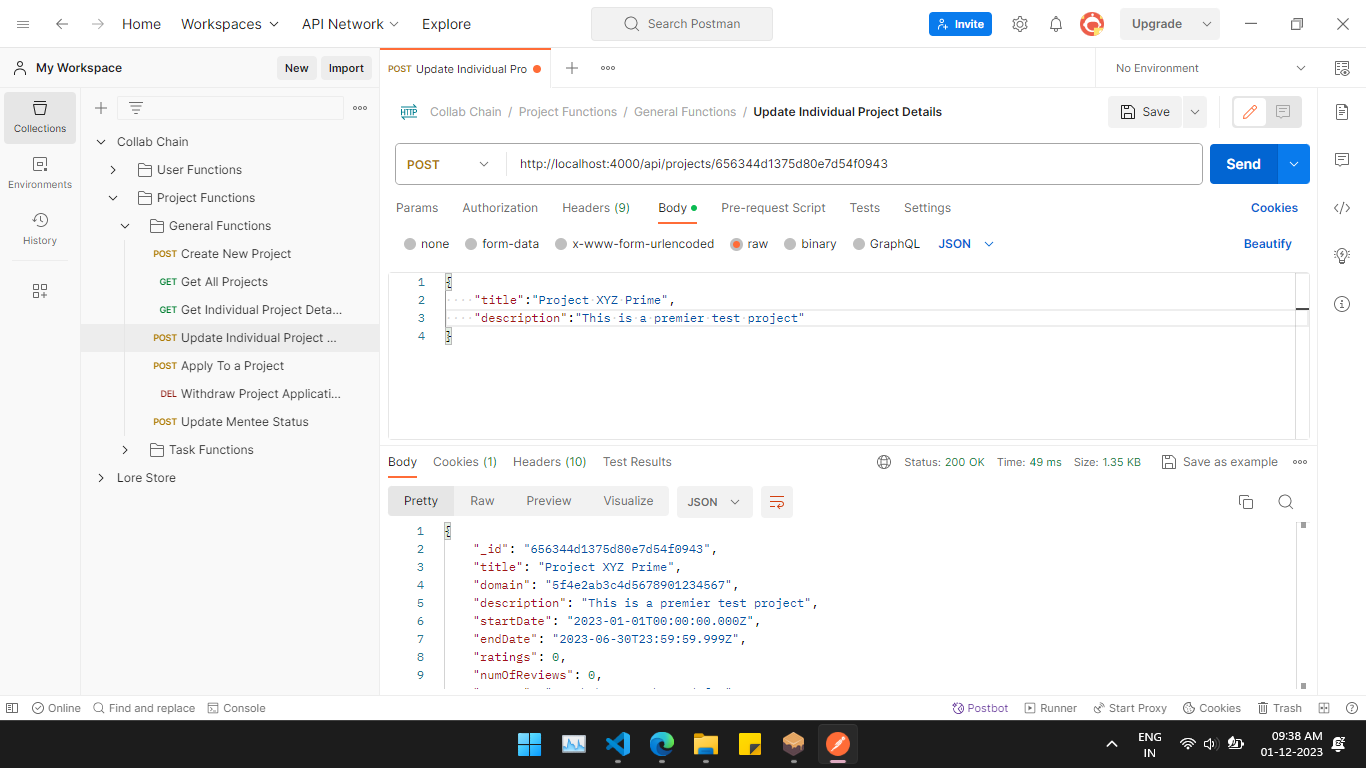 Home Workspaces API Network Explore Search Postman Invite Upgrade
My Workspace New Import POST Update Individual Pro No Environment
Collections
Environments
History
Collab Chain
User Functions
Project Functions
General Functions
POST Create New Project
GET Get All Projects
GET Get Individual Project Deta...
POST Update Individual Project ...
POST Apply To a Project
DEL Withdraw Project Applicati...
POST Update Mentee Status
Task Functions
Lore Store
HTTP Collab Chain / Project Functions / General Functions / Update Individual Project Details Save
POST http://localhost:4000/api/projects/656344d1375d80e7d54f0943 Send
Params Authorization Headers (9) Body Pre-request Script Tests Settings Cookies
none form-data x-www-form-urlencoded raw binary GraphQL JSON Beautify
1 {
2 "title":"Project XYZ Prime",
3 "description":"This is a premier test project"
4 }
Body Cookies (1) Headers (10) Test Results Status: 200 OK Time: 49 ms Size: 1.35 KB Save as example
Pretty Raw Preview Visualize JSON
1 {
2 "_id": "656344d1375d80e7d54f0943",
3 "title": "Project XYZ Prime",
4 "domain": "5f4e2ab3c4d5678901234567",
5 "description": "This is a premier test project",
6 "startDate": "2023-01-01T00:00:00.000Z",
7 "endDate": "2023-06-30T23:59:59.999Z",
8 "ratings": 0,
9 "numOfReviews": 0,
Online Find and replace Console Postbot Runner Start Proxy Cookies Trash
ENG
IN
09:38 AM
01-12-2023